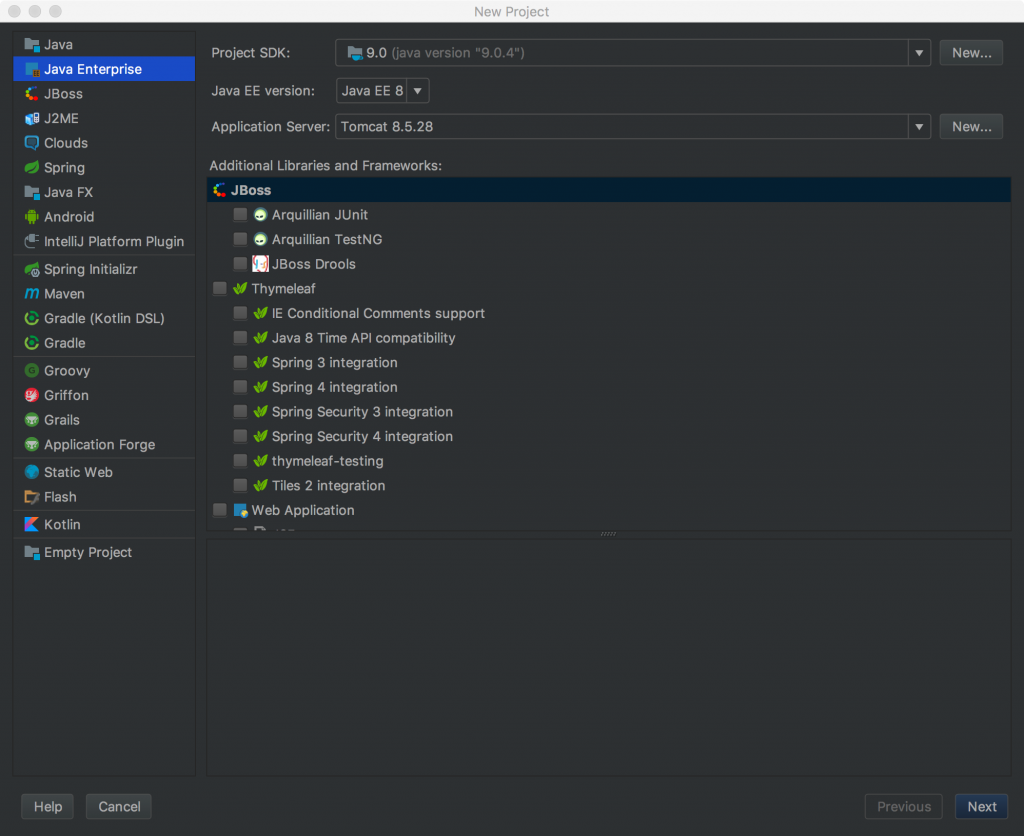 New Project
Java
Java Enterprise
JBoss
J2ME
Clouds
Spring
Java FX
Android
IntelliJ Platform Plugin
Spring Initializr
Maven
Gradle (Kotlin DSL)
Gradle
Groovy
Griffon
Grails
Application Forge
Static Web
Flash
Kotlin
Empty Project
Project SDK: 9.0 (java version "9.0.4") New...
Java EE version: Java EE 8
Application Server: Tomcat 8.5.28 New...
Additional Libraries and Frameworks:
JBoss
Arquillian JUnit
Arquillian TestNG
JBoss Drools
Thymeleaf
IE Conditional Comments support
Java 8 Time API compatibility
Spring 3 integration
Spring 4 integration
Spring Security 3 integration
Spring Security 4 integration
thymeleaf-testing
Tiles 2 integration
Web Application
Help Cancel Previous Next